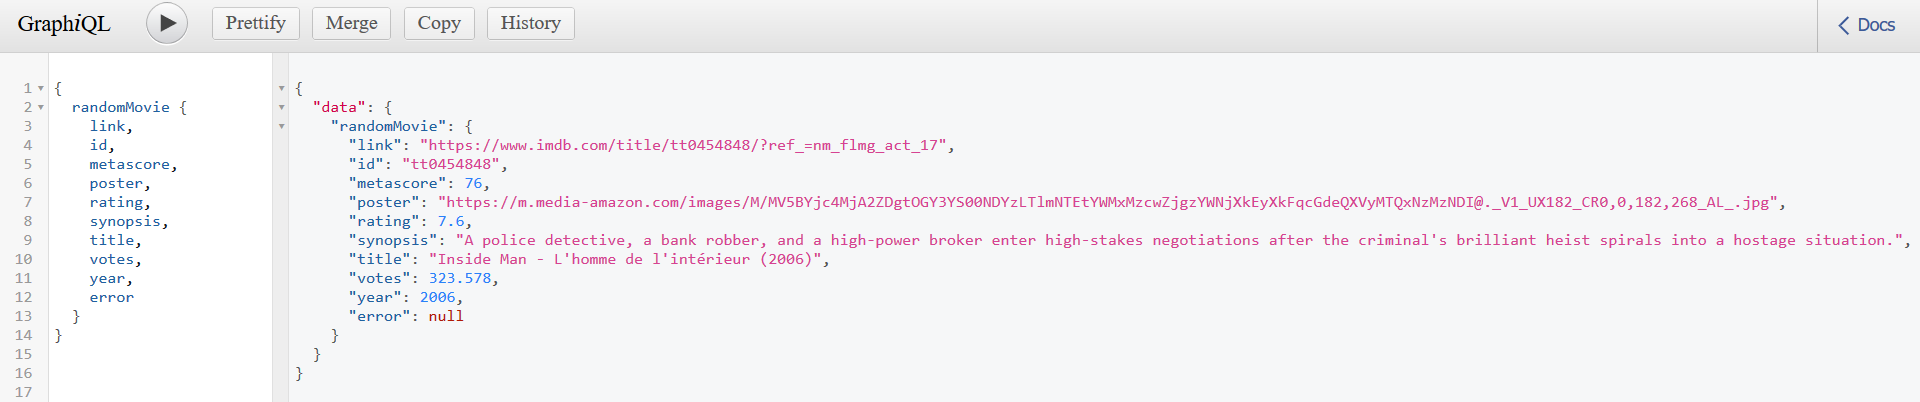 GraphiQL Prettify Merge Copy History Docs
1 {
2 randomMovie {
3 link,
4 id,
5 metascore,
6 poster,
7 rating,
8 synopsis,
9 title,
10 votes,
11 year,
12 error
13 }
14 }
15
16
17
{
"data": {
"randomMovie": {
"link": "https://www.imdb.com/title/tt0454848/?ref_=nm_flmg_act_17",
"id": "tt0454848",
"metascore": 76,
"poster": "https://m.media-amazon.com/images/M/MV5BYjc4MjA2ZDgtOGY3YS00NDYzLTlmNTEtYWMxMzcwZjgzYWNjXkEyXkFqcGdeQXVyMTQxNzMzNDI@._V1_UX182_CR0,0,182,268_AL_.jpg",
"rating": 7.6,
"synopsis": "A police detective, a bank robber, and a high-power broker enter high-stakes negotiations after the criminal's brilliant heist spirals into a hostage situation.",
"title": "Inside Man - L'homme de l'intérieur (2006)",
"votes": 323.578,
"year": 2006,
"error": null
}
}
}